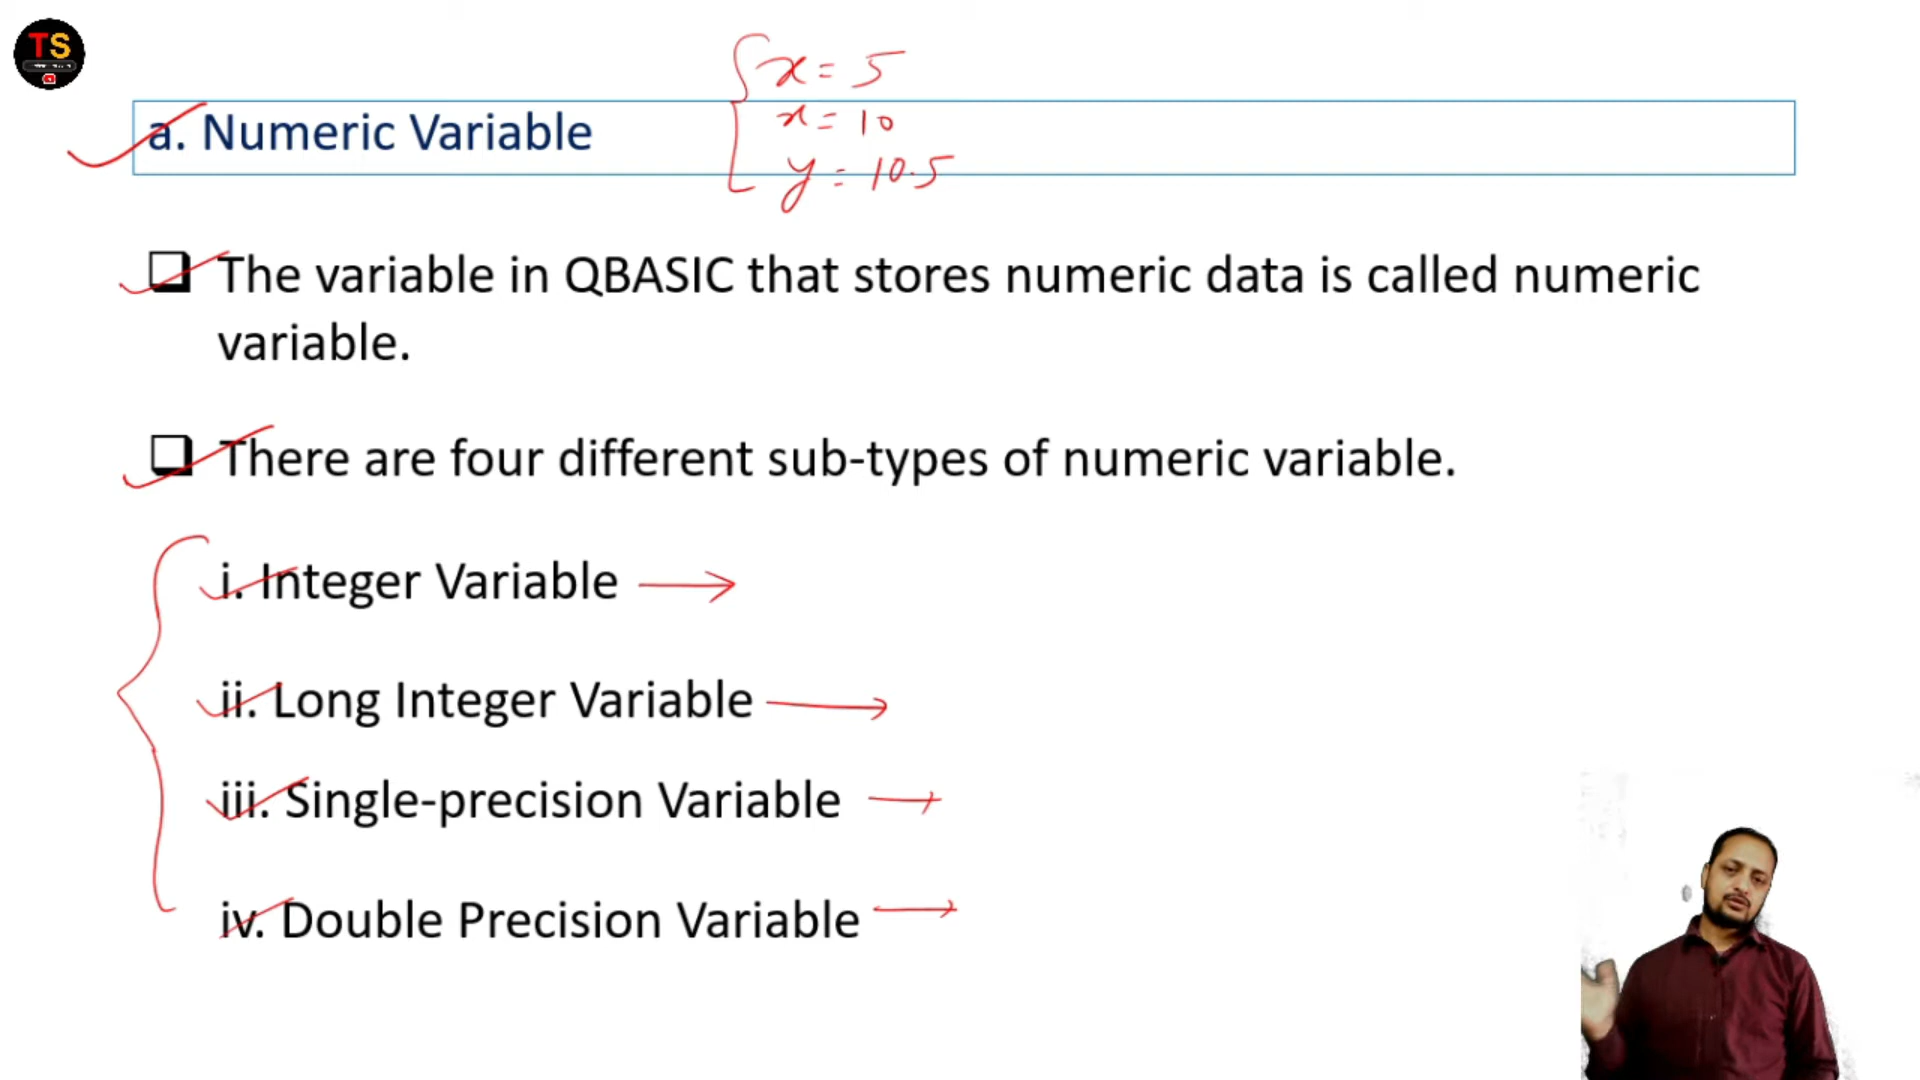 TS
x = 5
a. Numeric Variable
x = 10
y = 10.5
The variable in QBASIC that stores numeric data is called numeric
variable.
There are four different sub-types of numeric variable.
i. Integer Variable
ii. Long Integer Variable
iii. Single-precision Variable
iv. Double Precision Variable